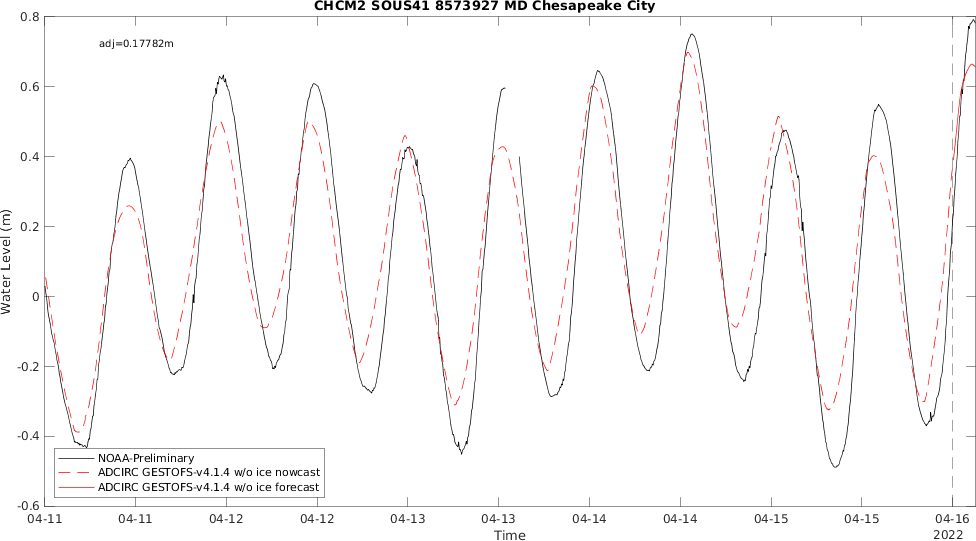 CHCM2 SOUS41 8573927 MD Chesapeake City
adj=0.17782m
0.8
0.6
0.4
0.2
0
-0.2
-0.4
-0.6
Water Level (m)
NOAA-Preliminary
ADCIRC GESTOFS-v4.1.4 w/o ice nowcast
ADCIRC GESTOFS-v4.1.4 w/o ice forecast
04-11 04-11 04-12 04-12 04-13 04-13 04-14 04-14 04-15 04-15 04-16
Time 2022